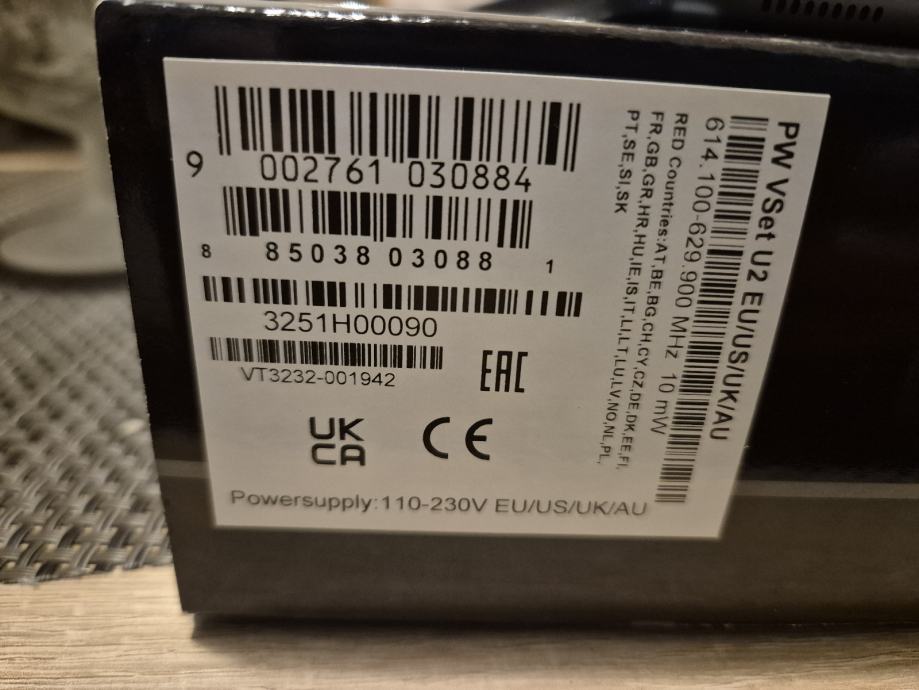 9 002761 030884
8 85038 03088 1
3251H00090
VT3232-001942
EAC
UK
CA
CE
Powersupply:110-230V EU/US/UK/AU
PW VSet U2 EU/US/UK/AU
614.100-629.900 MHz 10 mW
RED Countries:AT,BE,BG,CH,CY,CZ,DE,DK,EE,FI,
FR,GB,GR,HR,HU,IE,IS,IT,LI,LT,LU,LV,NO,NL,PL,
PT,SE,SI,SK